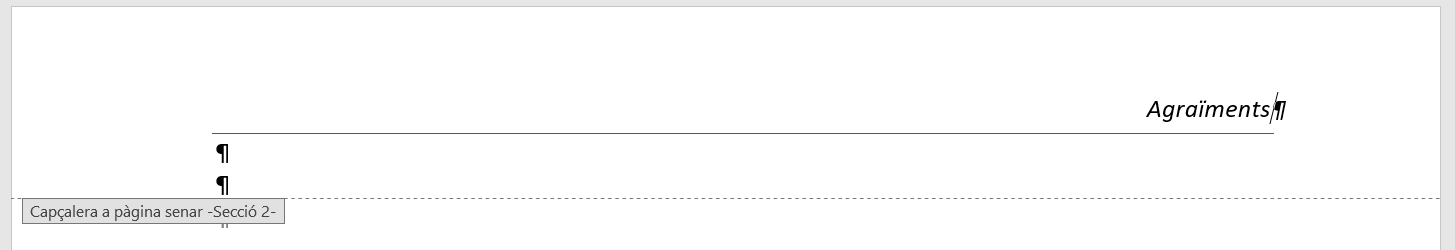 Agraïments¶
¶
¶
Capçalera a pàgina senar -Secció 2-